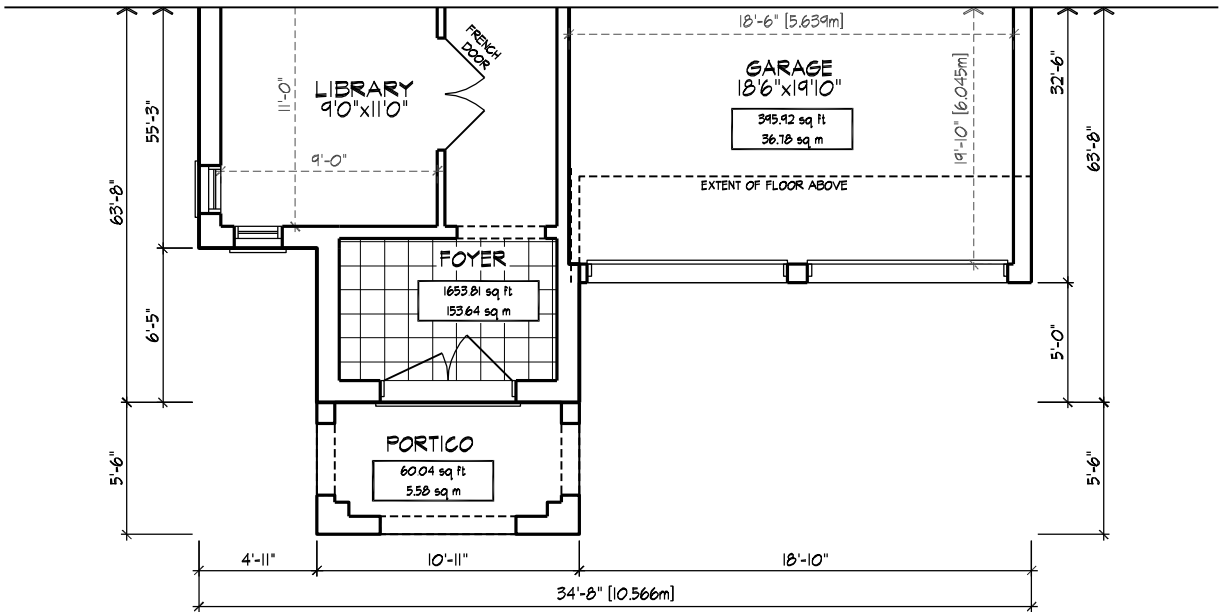 18'-6" [5.639m]
FRENCH
DOOR
GARAGE
18'6"x19'10"
LIBRARY
9'0"x11'0"
11'-0"
19'-10" [6.045m]
32'-6"
395.92 sq ft
36.78 sq m
55'-3"
63'-8"
9'-0"
EXTENT OF FLOOR ABOVE
63'-8"
FOYER
1653.81 sq ft
153.64 sq m
6'-5"
5'-0"
PORTICO
60.04 sq ft
5.58 sq m
5'-6"
5'-6"
4'-11"
10'-11"
18'-10"
34'-8" [10.566m]